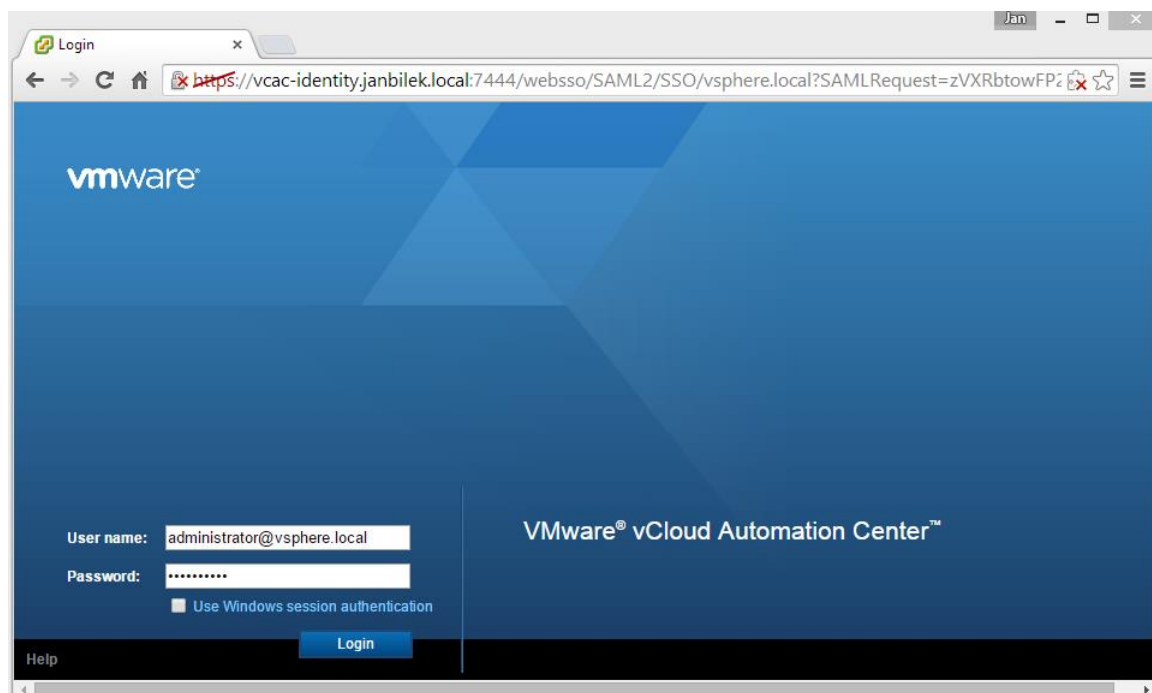 Jan
Login
https://vcac-identity.janbilek.local:7444/websso/SAML2/SSO/vsphere.local?SAMLRequest=zVXRbtowFP2
vmware®
User name: administrator@vsphere.local
VMware® vCloud Automation Center™
Password: ••••••••••
Use Windows session authentication
Login
Help